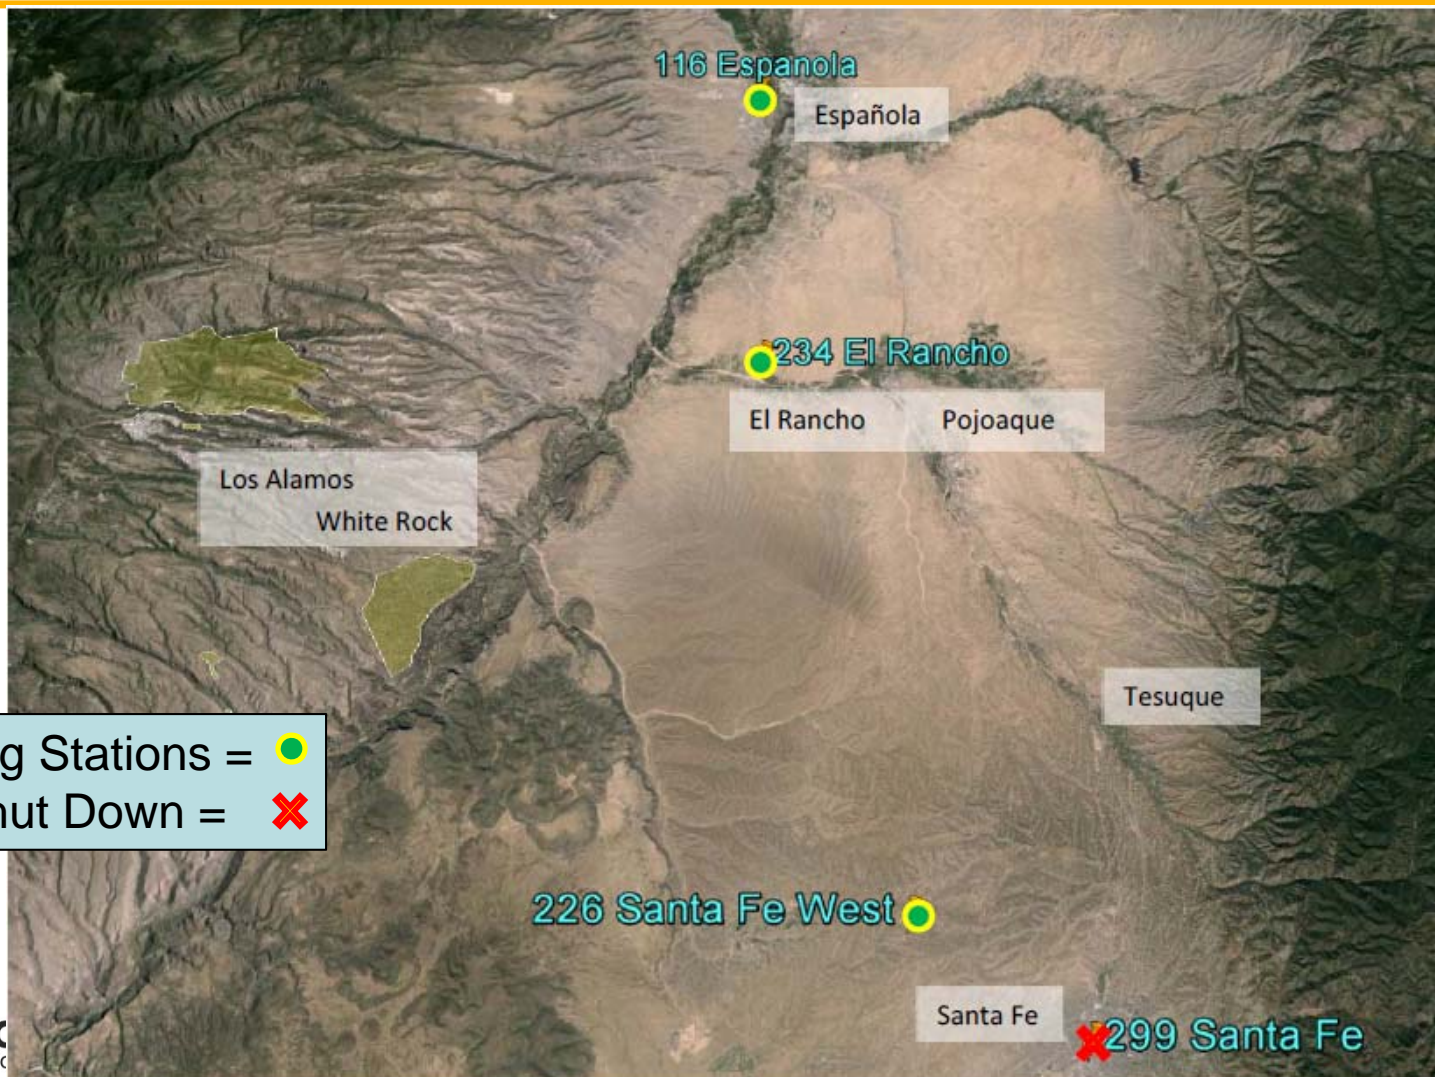 116 Espanola
Española
234 El Rancho
El Rancho
Pojoaque
Los Alamos
White Rock
Tesuque
Stations =
Down =
226 Santa Fe West
Santa Fe
299 Santa Fe